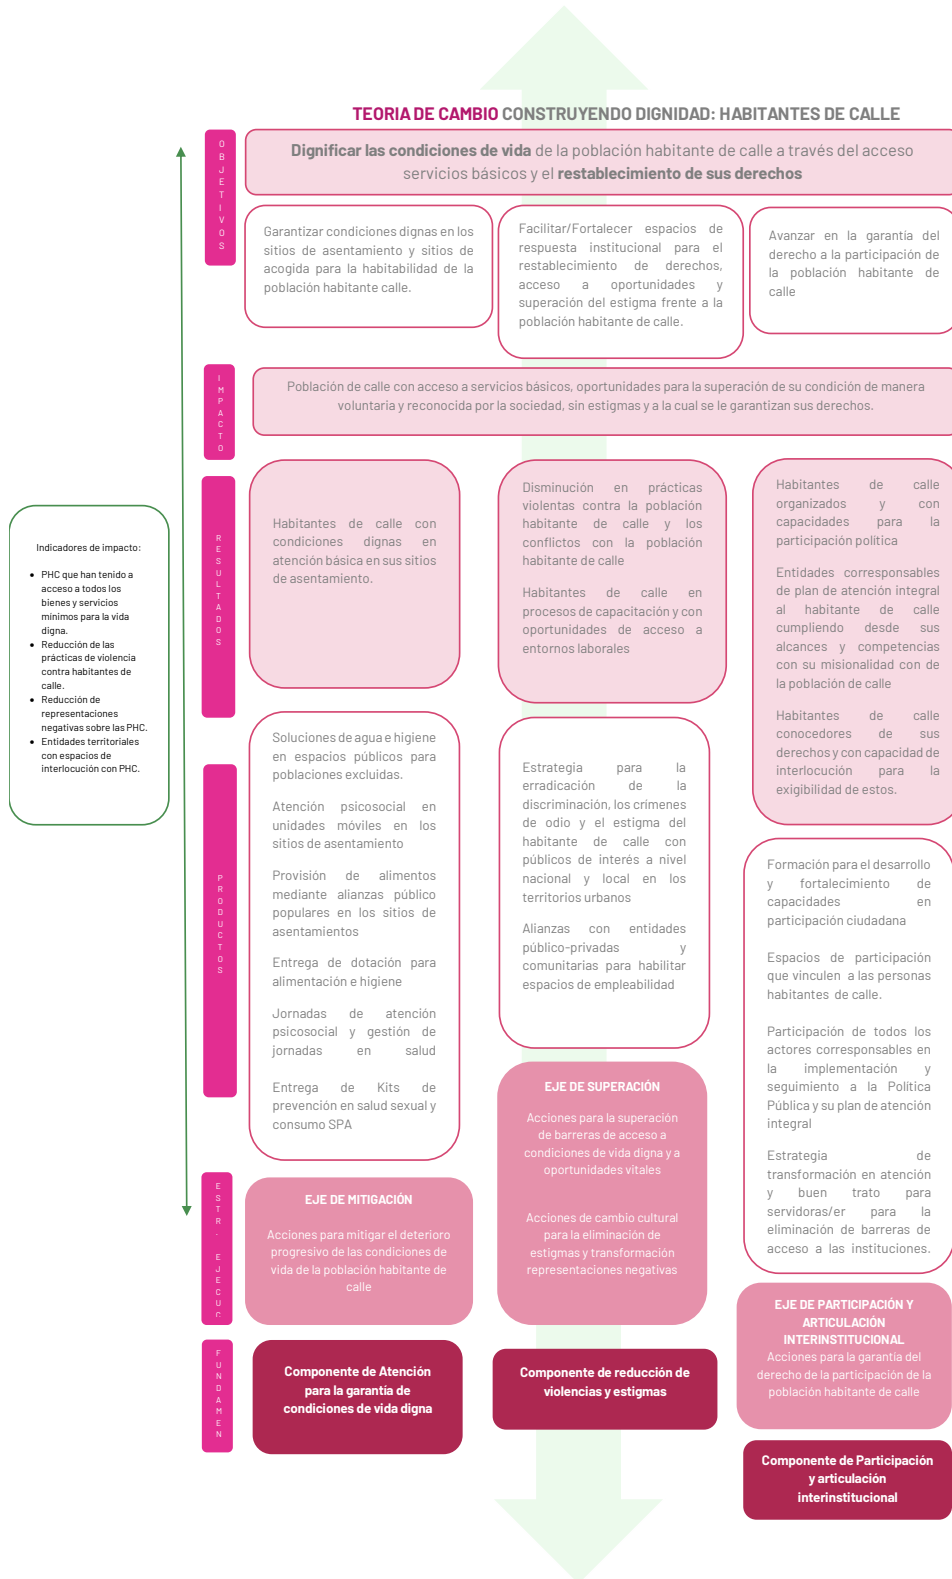 TEORIA DE CAMBIO CONSTRUYENDO DIGNIDAD: HABITANTES DE CALLE
OBJETIVOS
Dignificar las condiciones de vida de la población habitante de calle a través del acceso
servicios básicos y el restablecimiento de sus derechos
Garantizar condiciones dignas en los
sitios de asentamiento y sitios de
acogida para la habitabilidad de la
población habitante calle.
Facilitar/Fortalecer espacios de
respuesta institucional para el
restablecimiento de derechos,
acceso a oportunidades y
superación del estigma frente a la
población habitante de calle.
Avanzar en la garantía del
derecho a la participación de
la población habitante de
calle
IMPACTO
Población de calle con acceso a servicios básicos, oportunidades para la superación de su condición de manera
voluntaria y reconocida por la sociedad, sin estigmas y a la cual se le garantizan sus derechos.
Indicadores de impacto:
• PHC que han tenido a
acceso a todos los
bienes y servicios
mínimos para la vida
digna.
• Reducción de las
prácticas de violencia
contra habitantes de
calle.
• Reducción de
representaciones
negativas sobre las PHC.
• Entidades territoriales
con espacios de
interlocución con PHC.
RESULTADOS
Habitantes de calle con
condiciones dignas en
atención básica en sus sitios
de asentamiento.
Disminución en prácticas
violentas contra la población
habitante de calle y los
conflictos con la población
habitante de calle
Habitantes de calle en
procesos de capacitación y con
oportunidades de acceso a
entornos laborales
Habitantes de calle
organizados y con
capacidades para la
participación política
Entidades corresponsables
de plan de atención integral
al habitante de calle
cumpliendo desde sus
alcances y competencias
con su misionalidad con de
la población de calle
Habitantes de calle
conocedores de sus
derechos y con capacidad de
interlocución para la
exigibilidad de estos.
PRODUCTOS
Soluciones de agua e higiene
en espacios públicos para
poblaciones excluidas.
Atención psicosocial en
unidades móviles en los
sitios de asentamiento
Provisión de alimentos
mediante alianzas público
populares en los sitios de
asentamientos
Entrega de dotación para
alimentación e higiene
Jornadas de atención
psicosocial y gestión de
jornadas en salud
Entrega de Kits de
prevención en salud sexual y
consumo SPA
Estrategia para la
erradicación de la
discriminación, los crímenes
de odio y el estigma del
habitante de calle con
públicos de interés a nivel
nacional y local en los
territorios urbanos
Alianzas con entidades
público-privadas y
comunitarias para habilitar
espacios de empleabilidad
Formación para el desarrollo
y fortalecimiento de
capacidades en
participación ciudadana
Espacios de participación
que vinculen a las personas
habitantes de calle.
Participación de todos los
actores corresponsables en
la implementación y
seguimiento a la Política
Pública y su plan de atención
integral
Estrategia de
transformación en atención
y buen trato para
servidoras/er para la
eliminación de barreras de
acceso a las instituciones.
ESTR. EJECUC
EJE DE MITIGACIÓN
Acciones para mitigar el deterioro
progresivo de las condiciones de
vida de la población habitante de
calle
EJE DE SUPERACIÓN
Acciones para la superación
de barreras de acceso a
condiciones de vida digna y a
oportunidades vitales
Acciones de cambio cultural
para la eliminación de
estigmas y transformación
representaciones negativas
EJE DE PARTICIPACIÓN Y
ARTICULACIÓN
INTERINSTITUCIONAL
Acciones para la garantía del
derecho de la participación de la
población habitante de calle
FUNDAMEN
Componente de Atención
para la garantía de
condiciones de vida digna
Componente de reducción de
violencias y estigmas
Componente de Participación
y articulación
interinstitucional